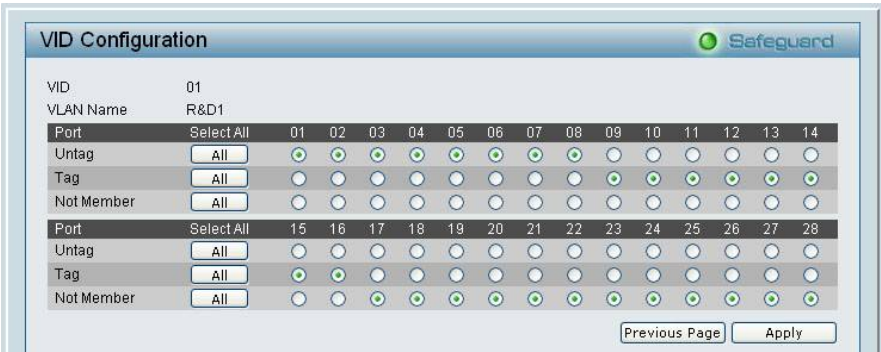 VID Configuration Safeguard
VID 01
VLAN Name R&D1
Port Select All 01 02 03 04 05 06 07 08 09 10 11 12 13 14
Untag All
Tag All
Not Member All
Port Select All 15 16 17 18 19 20 21 22 23 24 25 26 27 28
Untag All
Tag All
Not Member All
Previous Page Apply